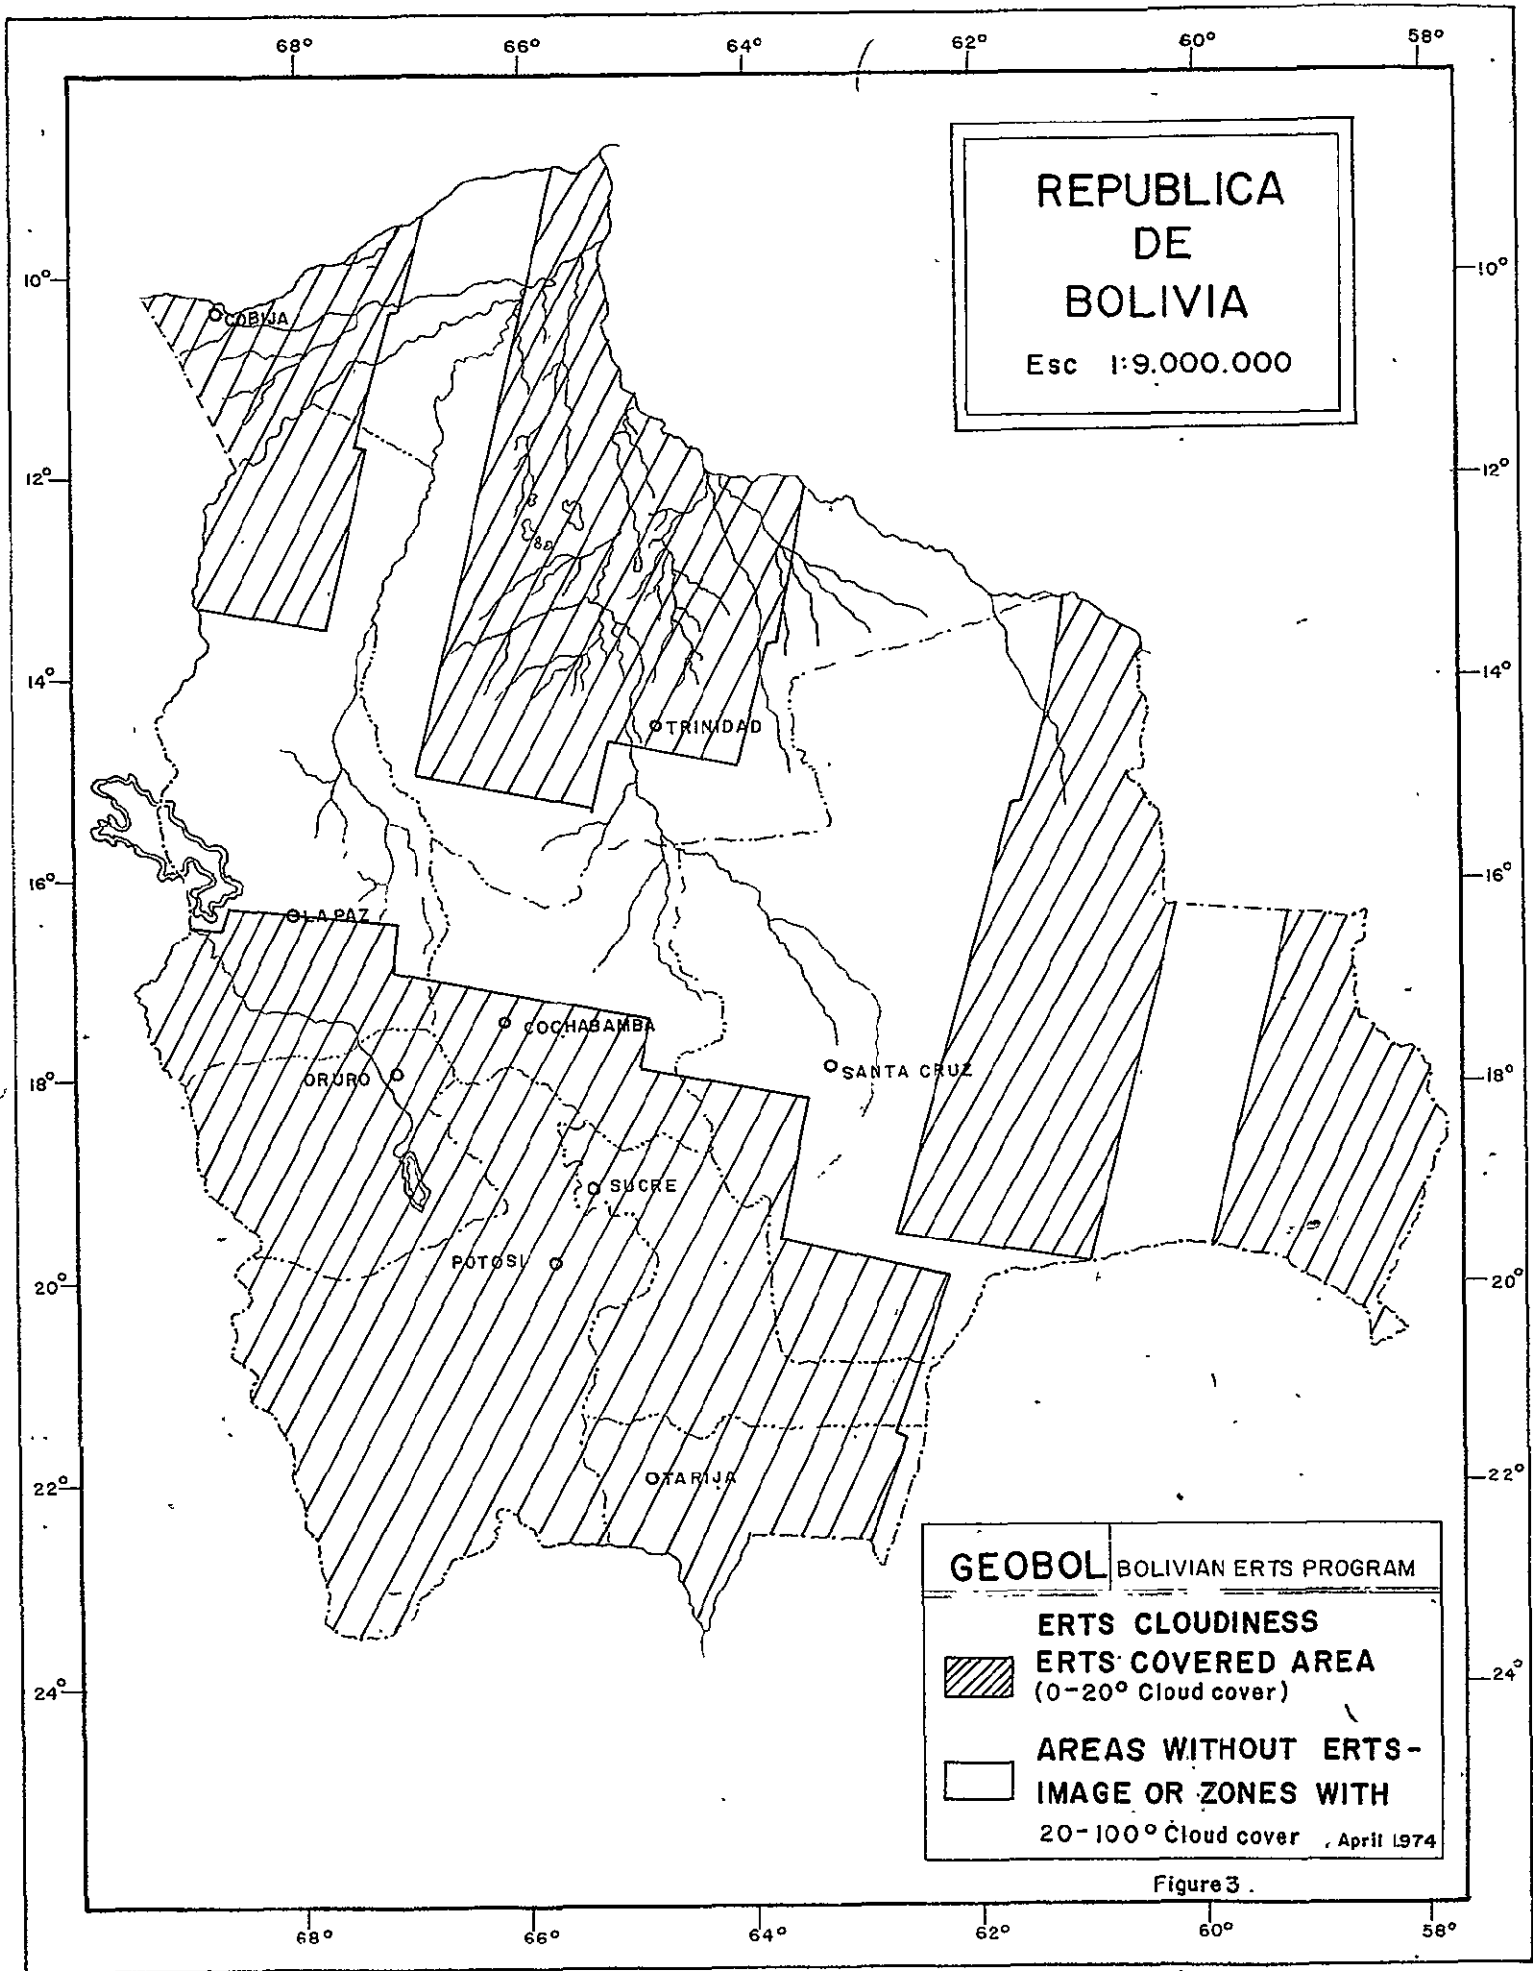 68° 66° 64° 62° 60° 58°
REPUBLICA
DE
BOLIVIA
Esc 1:9.000.000
10° 10°
COBIJA
12° 12°
14° 14°
TRINIDAD
16° 16°
LA PAZ
COCHABAMBA
ORURO
SANTA CRUZ
18° 18°
SUCRE
POTOSI
20° 20°
TARIJA
22° 22°
GEOBOL BOLIVIAN ERTS PROGRAM
ERTS CLOUDINESS
ERTS COVERED AREA
(0-20° Cloud cover)
24° 24°
AREAS WITHOUT ERTS-
IMAGE OR ZONES WITH
20-100° Cloud cover , April 1974
Figure 3 .
68° 66° 64° 62° 60° 58°